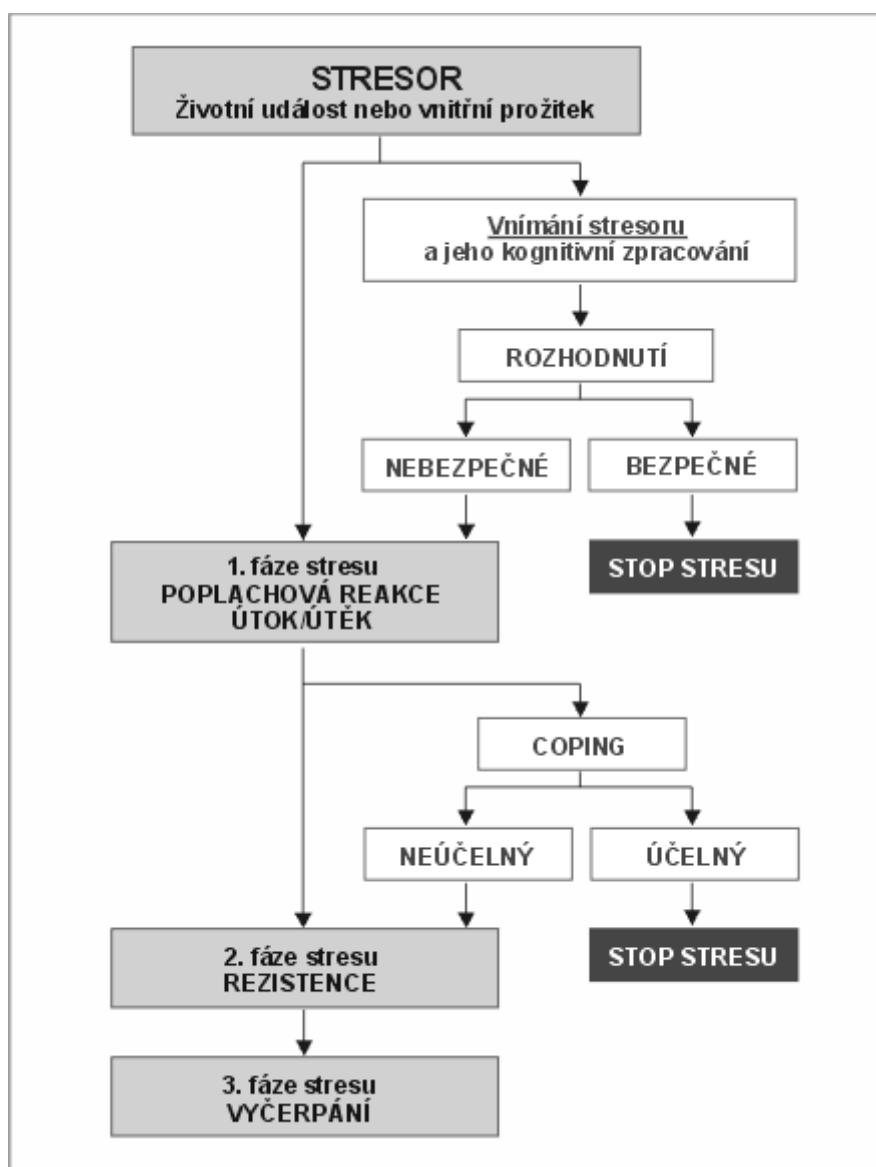 STRESOR
Životní událost nebo vnitřní prožitek
Vnímání stresoru
a jeho kognitivní zpracování
ROZHODNUTÍ
NEBEZPEČNÉ
BEZPEČNÉ
1. fáze stresu
POPLACHOVÁ REAKCE
ÚTOK/ÚTĚK
STOP STRESU
COPING
NEÚČELNÝ
ÚČELNÝ
2. fáze stresu
REZISTENCE
STOP STRESU
3. fáze stresu
VYČERPÁNÍ